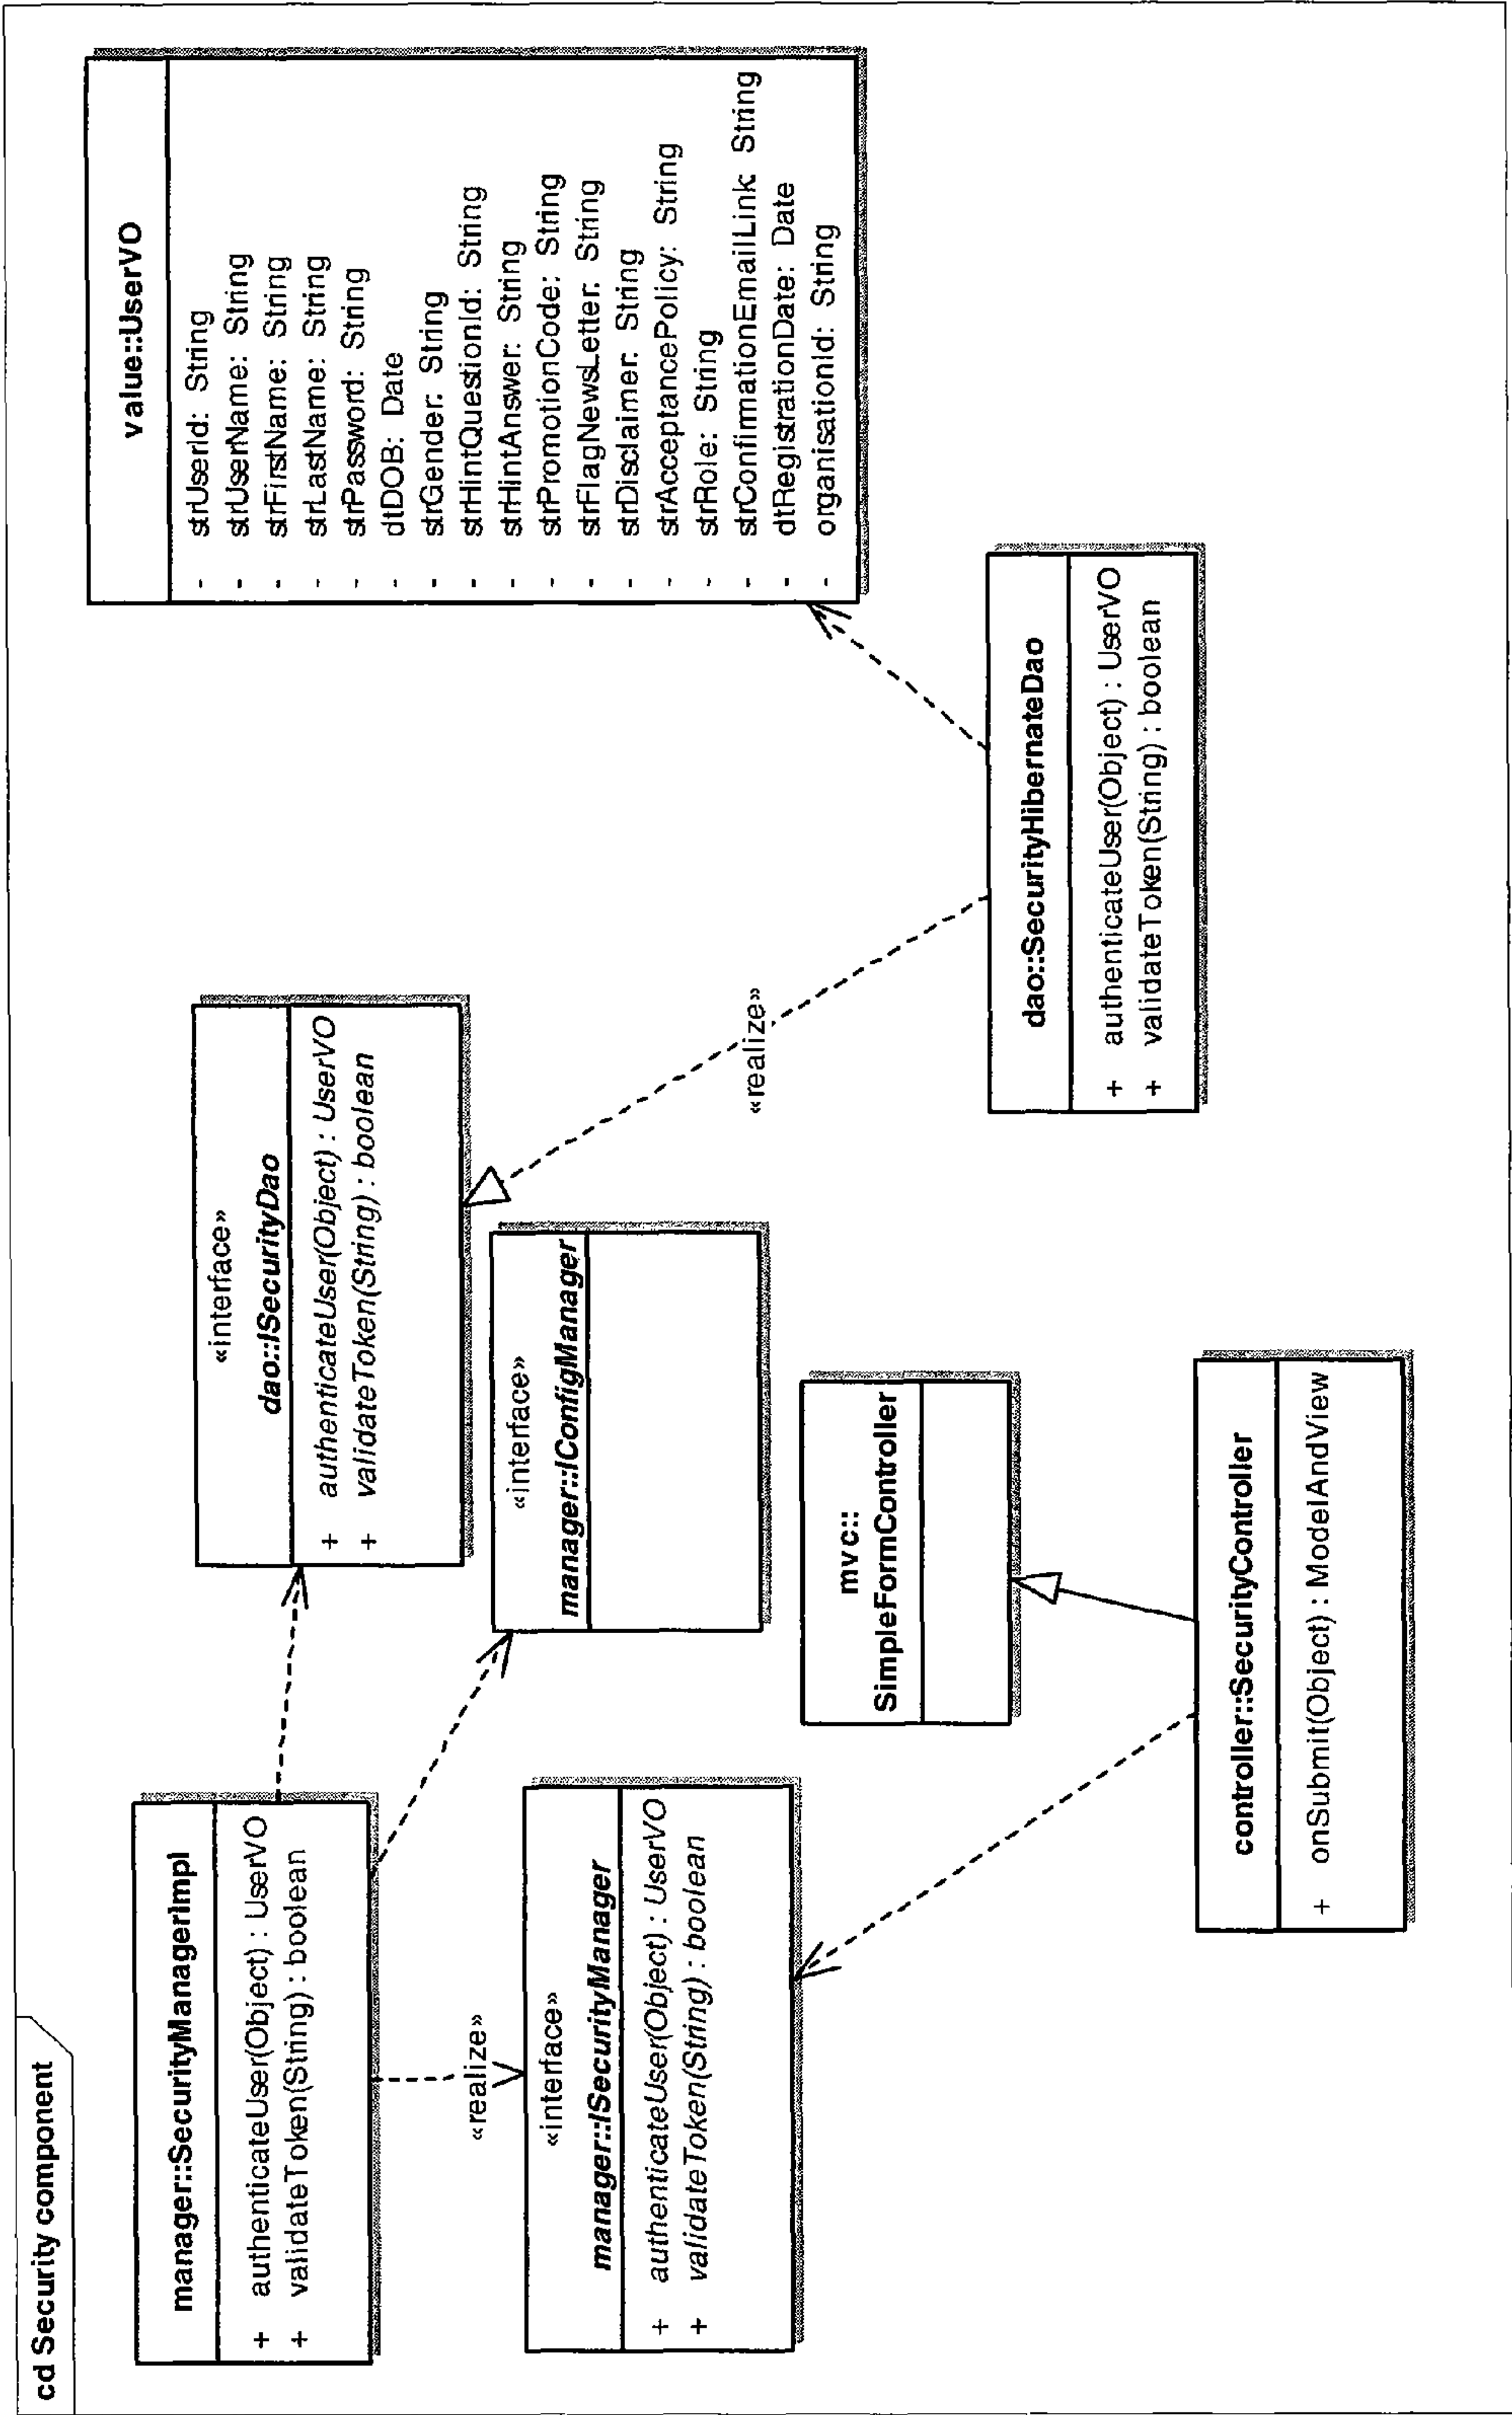 cd Security component
manager::SecurityManagerImpl
+ authenticateUser(Object) : UserVO
+ validateToken(String) : boolean
«realize»
«interface»
manager::ISecurityManager
+ authenticateUser(Object) : UserVO
+ validateToken(String) : boolean
«interface»
dao::ISecurityDao
+ authenticateUser(Object) : UserVO
+ validateToken(String) : boolean
«interface»
manager::IConfigManager
mvc::
SimpleFormController
controller::SecurityController
+ onSubmit(Object) : ModelAndView
«realize»
value::UserVO
- strUserId: String
- strUserName: String
- strFirstName: String
- strLastName: String
- strPassword: String
- dtDOB: Date
- strGender: String
- strHintQuestionId: String
- strHintAnswer: String
- strPromotionCode: String
- strFlagNewsLetter: String
- strDisclaimer: String
- strAcceptancePolicy: String
- strRole: String
- strConfirmationEmailLink: String
- dtRegistrationDate: Date
- organisationId: String
dao::SecurityHibernateDao
+ authenticateUser(Object) : UserVO
+ validateToken(String) : boolean